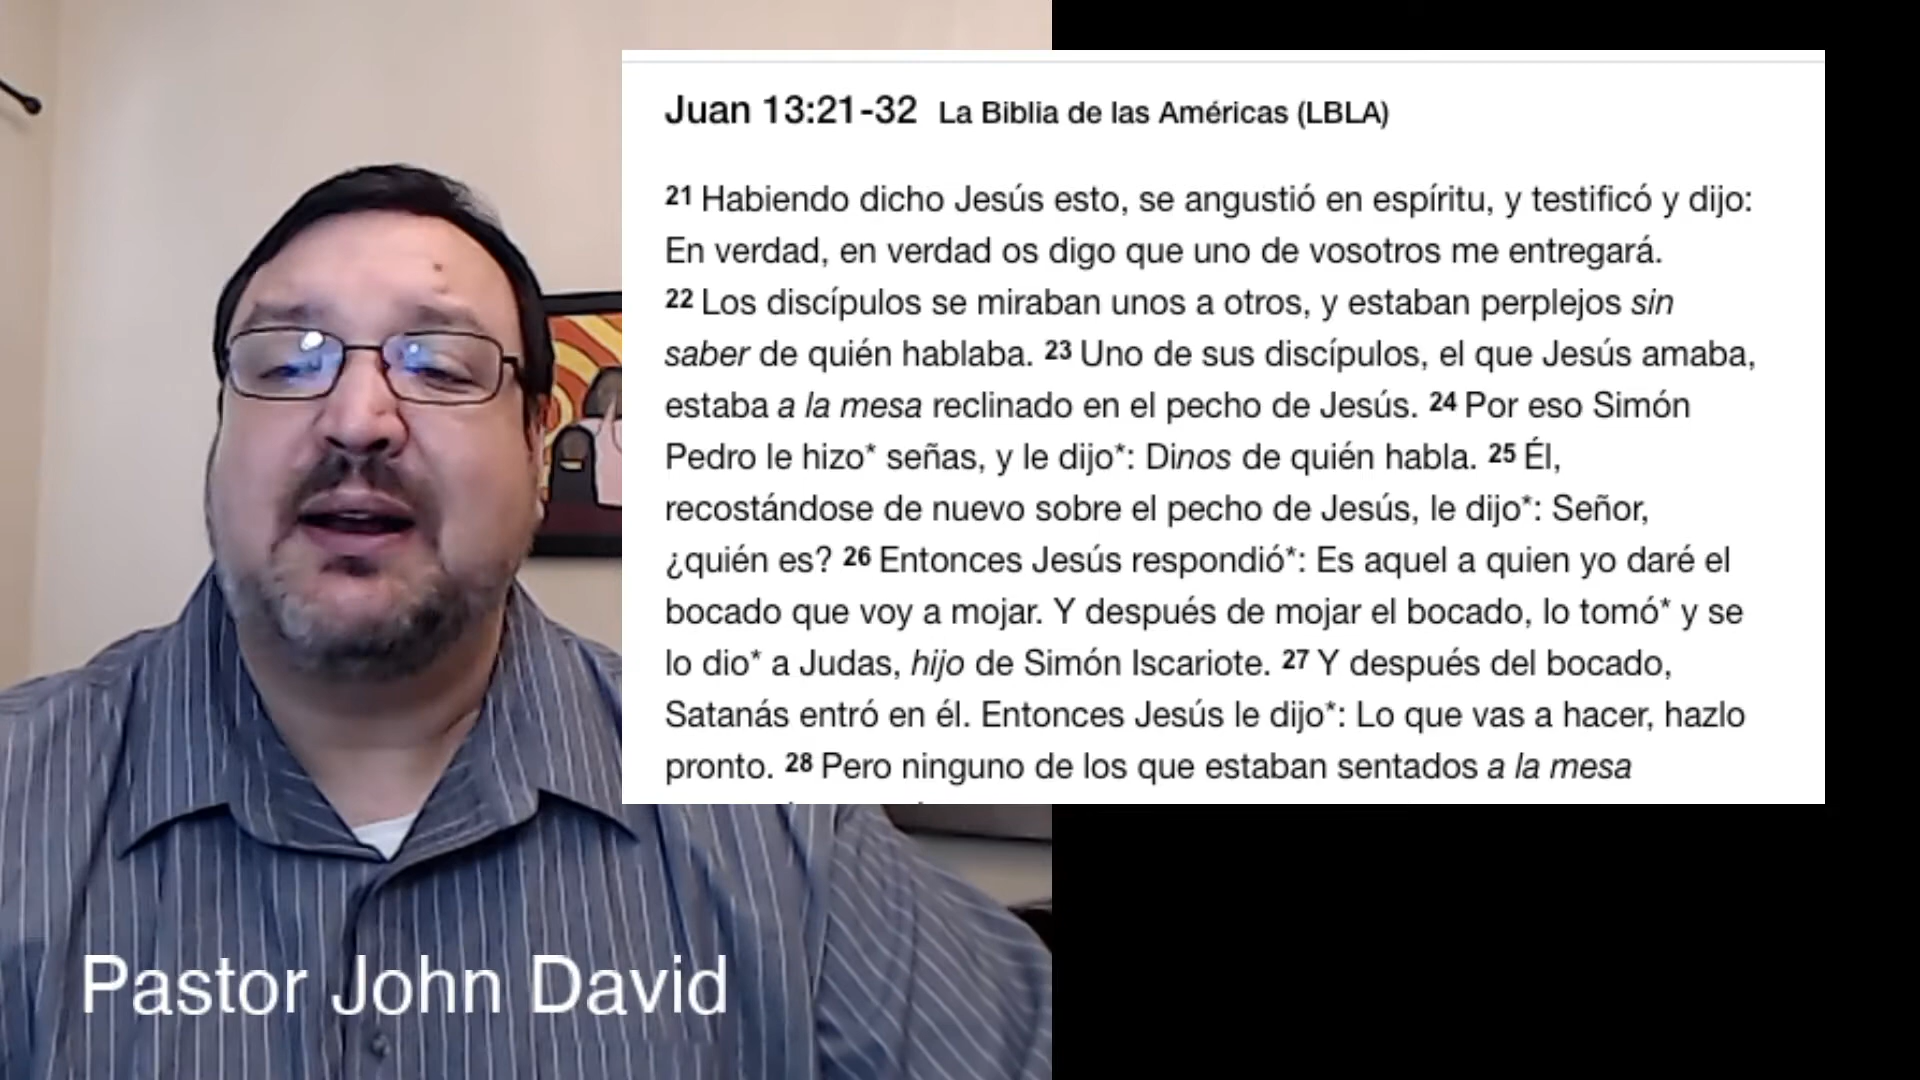 Juan 13:21-32 La Biblia de las Américas (LBLA)
21 Habiendo dicho Jesús esto, se angustió en espíritu, y testificó y dijo:
En verdad, en verdad os digo que uno de vosotros me entregará.
22 Los discípulos se miraban unos a otros, y estaban perplejos sin
saber de quién hablaba. 23 Uno de sus discípulos, el que Jesús amaba,
estaba a la mesa reclinado en el pecho de Jesús. 24 Por eso Simón
Pedro le hizo* señas, y le dijo*: Dinos de quién habla. 25 Él,
recostándose de nuevo sobre el pecho de Jesús, le dijo*: Señor,
¿quién es? 26 Entonces Jesús respondió*: Es aquel a quien yo daré el
bocado que voy a mojar. Y después de mojar el bocado, lo tomó* y se
lo dio* a Judas, hijo de Simón Iscariote. 27 Y después del bocado,
Satanás entró en él. Entonces Jesús le dijo*: Lo que vas a hacer, hazlo
pronto. 28 Pero ninguno de los que estaban sentados a la mesa
Pastor John David